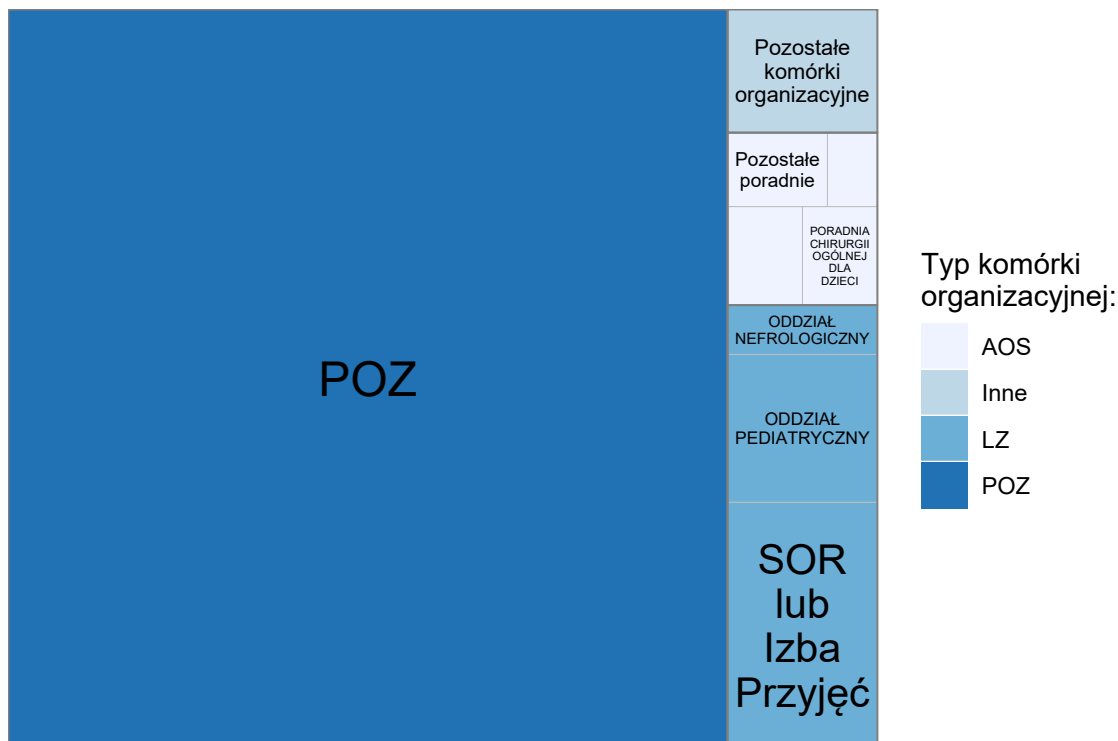 POZ
Pozostałe
komórki
organizacyjne
Pozostałe
poradnie
PORADNIA
CHIRURGII
OGÓLNEJ
DLA
DZIECI
ODDZIAŁ
NEFROLOGICZNY
ODDZIAŁ
PEDIATRYCZNY
SOR
lub
Izba
Przyjęć
Typ komórki
organizacyjnej:
AOS
Inne
LZ
POZ